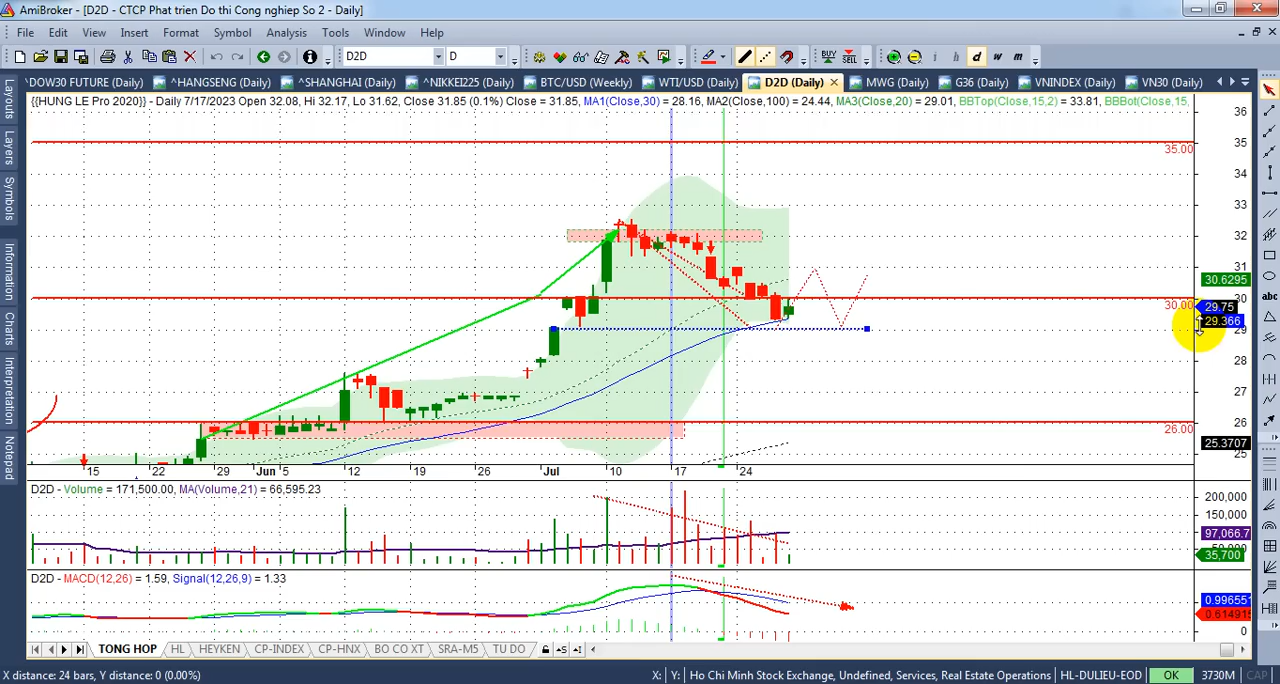 AmiBroker - [D2D - CTCP Phat trien Do thi Cong nghiep So 2 - Daily]
File Edit View Insert Format Symbol Analysis Tools Window Help
D2D D BUY SELL i h d w m
^DOW30 FUTURE (Daily) ^HANGSENG (Daily) ^SHANGHAI (Daily) ^NIKKEI225 (Daily) BTC/USD (Weekly) WTI/USD (Daily) D2D (Daily) MWG (Daily) G36 (Daily) VNINDEX (Daily) VN30 (Daily)
{{HUNG LE Pro 2020}} - Daily 7/17/2023 Open 32.08, Hi 32.17, Lo 31.62, Close 31.85 (0.1%) Close = 31.85, MA1(Close,30) = 28.16, MA2(Close,100) = 24.44, MA3(Close,20) = 29.01, BBTop(Close,15,2) = 33.81, BBBot(Close,15,
Layouts
Layers
Symbols
Information
Charts
Interpretation
Notepad
abc
36
35
35.00
34
33
32
31
30.6295
30
30.00
29.75
29.366
29
28
27
26
26.00
25.3707
25
15 22 29 Jun 5 12 19 26 Jul 10 17 24
D2D - Volume = 171,500.00, MA(Volume,21) = 66,595.23
200,000
150,000
97,066.7
35,700
D2D - MACD(12,26) = 1.59, Signal(12,26,9) = 1.33
0.996551
0.614915
0
TONG HOP HL HEYKEN CP-INDEX CP-HNX BO CO XT SRA-M5 TU DO
X distance: 24 bars, Y distance: 0 (0.00%) X: Y: Ho Chi Minh Stock Exchange, Undefined, Services, Real Estate Operations HL-DULIEU-EOD OK 3730M CAP